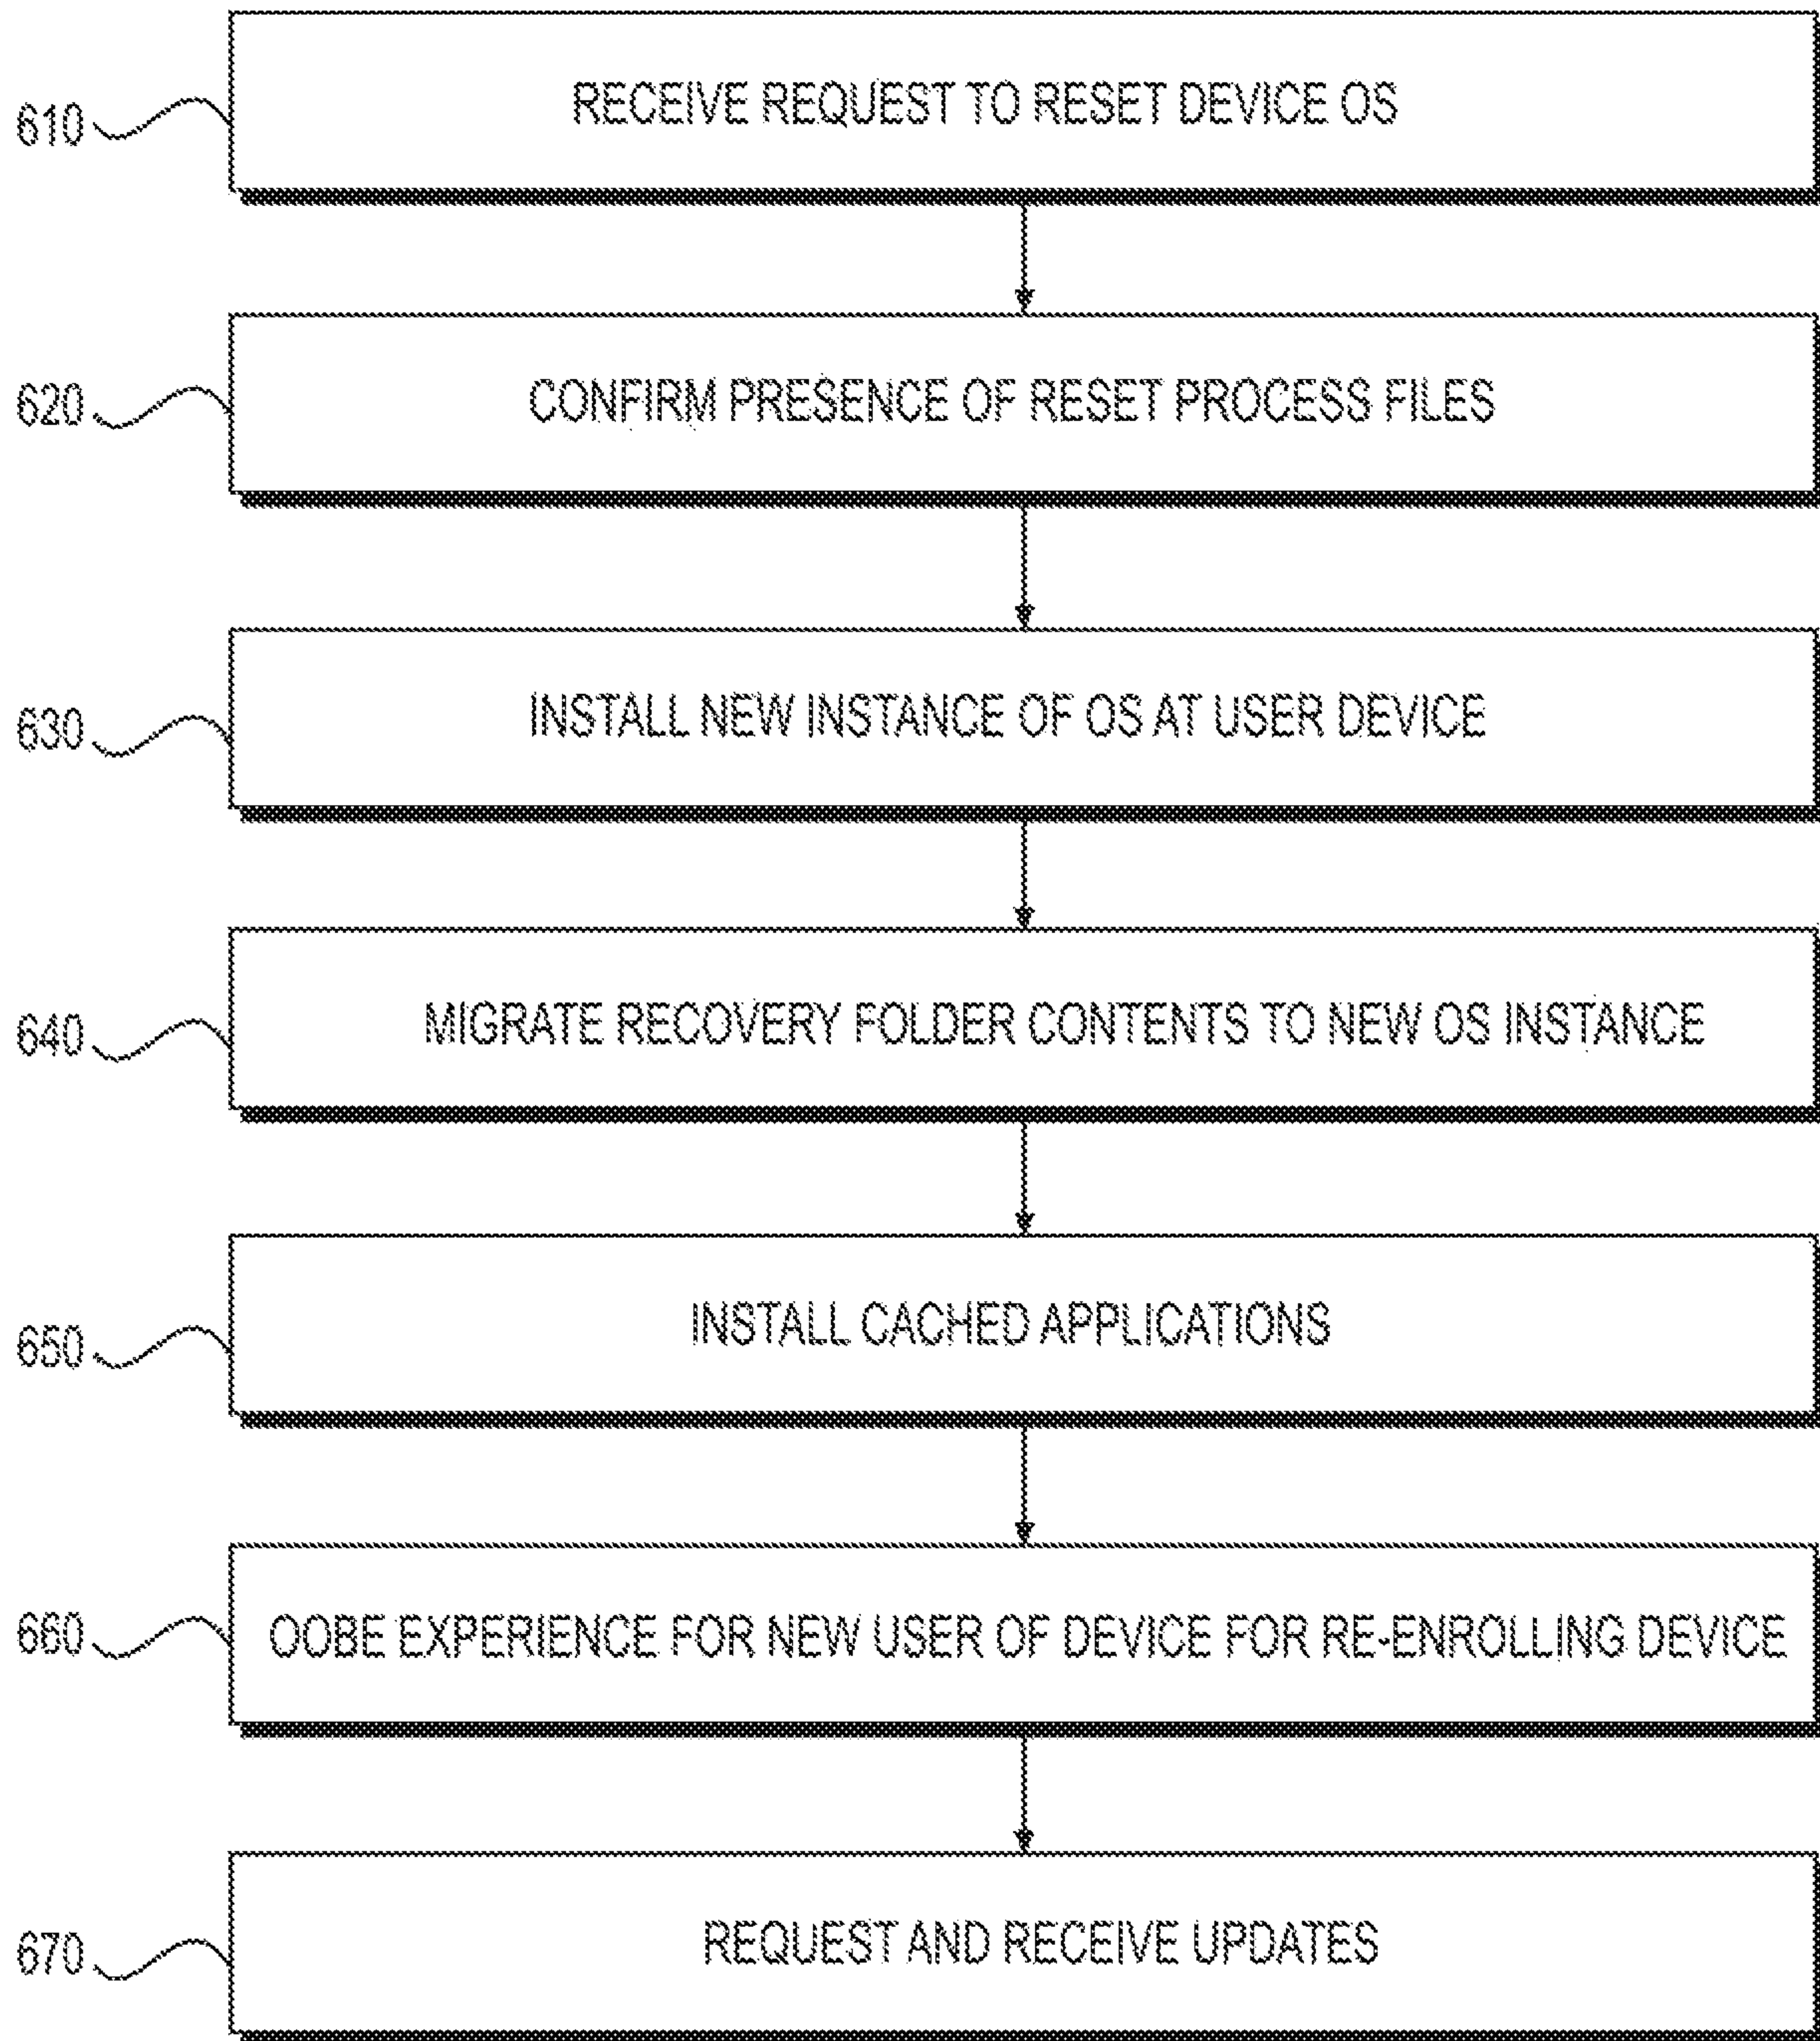 610
RECEIVE REQUEST TO RESET DEVICE OS
620
CONFIRM PRESENCE OF RESET PROCESS FILES
630
INSTALL NEW INSTANCE OF OS AT USER DEVICE
640
MIGRATE RECOVERY FOLDER CONTENTS TO NEW OS INSTANCE
650
INSTALL CACHED APPLICATIONS
660
OOBE EXPERIENCE FOR NEW USER OF DEVICE FOR RE-ENROLLING DEVICE
670
REQUEST AND RECEIVE UPDATES